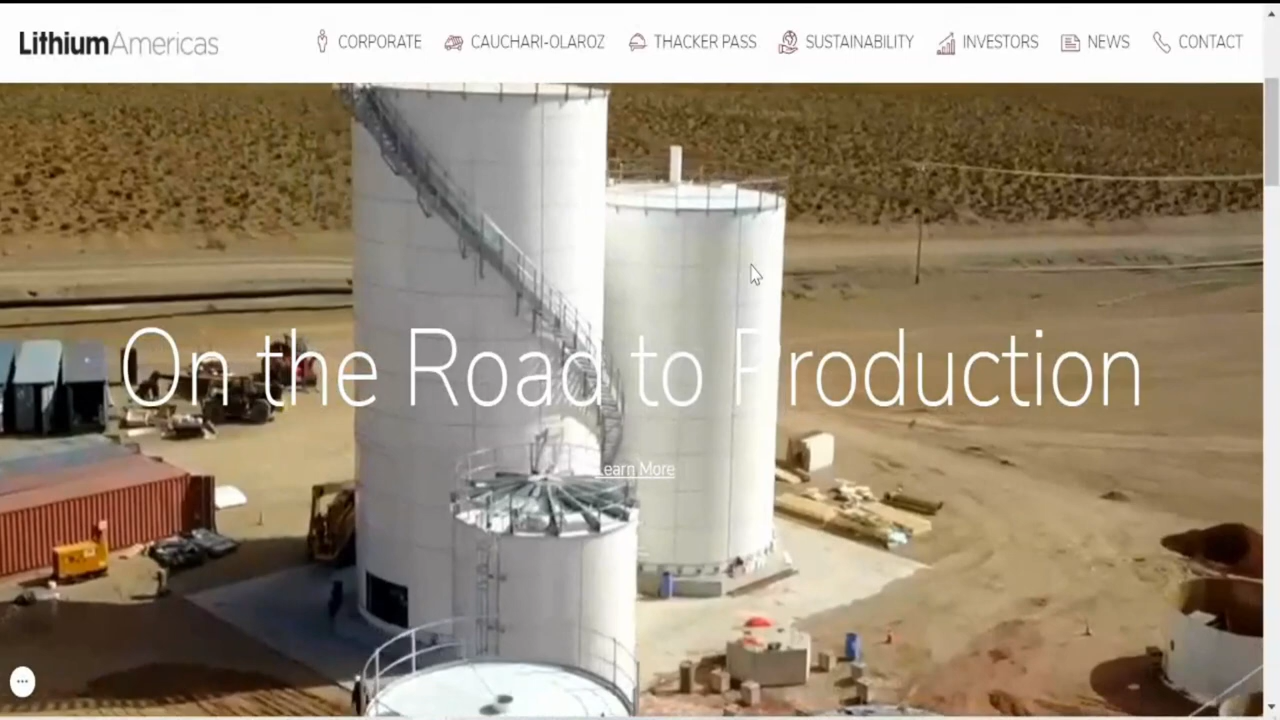 LithiumAmericas
CORPORATE CAUCHARI-OLAROZ THACKER PASS SUSTAINABILITY INVESTORS NEWS CONTACT
On the Road to Production
Learn More